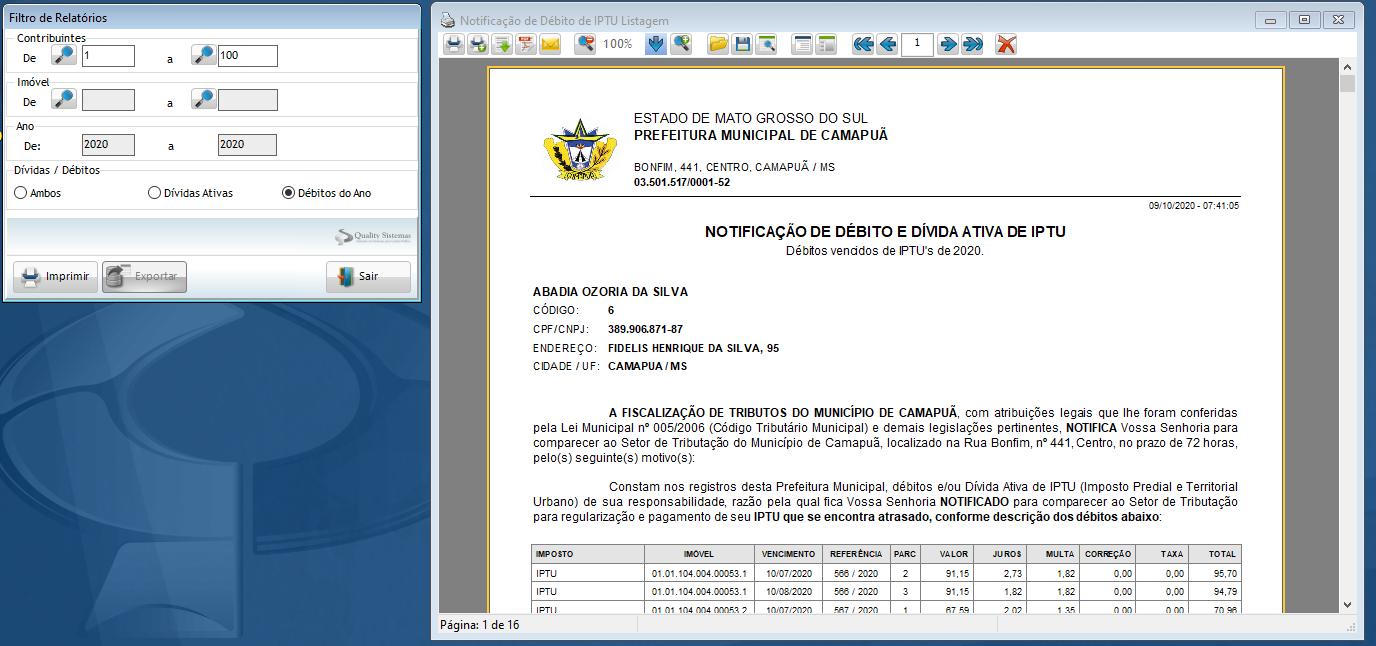 Filtro de Relatórios
Contribuintes
De 1 a 100
Imóvel
De a
Ano
De: 2020 a 2020
Dívidas / Débitos
Ambos Dívidas Ativas Débitos do Ano
Quality Sistemas
Imprimir Exportar Sair
Notificação de Débito de IPTU Listagem
100% 1
ESTADO DE MATO GROSSO DO SUL
PREFEITURA MUNICIPAL DE CAMAPUÃ
BONFIM, 441, CENTRO, CAMAPUÃ / MS
03.501.517/0001-52
09/10/2020 - 07:41:05
NOTIFICAÇÃO DE DÉBITO E DÍVIDA ATIVA DE IPTU
Débitos vencidos de IPTU's de 2020.
ABADIA OZORIA DA SILVA
CÓDIGO: 6
CPF/CNPJ: 389.906.871-87
ENDEREÇO: FIDELIS HENRIQUE DA SILVA, 95
CIDADE / UF: CAMAPUA / MS
A FISCALIZAÇÃO DE TRIBUTOS DO MUNICÍPIO DE CAMAPUÃ, com atribuições legais que lhe foram conferidas
pela Lei Municipal nº 005/2006 (Código Tributário Municipal) e demais legislações pertinentes, NOTIFICA Vossa Senhoria para
comparecer ao Setor de Tributação do Município de Camapuã, localizado na Rua Bonfim, nº 441, Centro, no prazo de 72 horas,
pelo(s) seguinte(s) motivo(s):
Constam nos registros desta Prefeitura Municipal, débitos e/ou Dívida Ativa de IPTU (Imposto Predial e Territorial
Urbano) de sua responsabilidade, razão pela qual fica Vossa Senhoria NOTIFICADO para comparecer ao Setor de Tributação
para regularização e pagamento de seu IPTU que se encontra atrasado, conforme descrição dos débitos abaixo:
IMPOSTO IMÓVEL VENCIMENTO REFERÊNCIA PARC VALOR JUROS MULTA CORREÇÃO TAXA TOTAL
IPTU 01.01.104.004.00053.1 10/07/2020 566 / 2020 2 91,15 2,73 1,82 0,00 0,00 95,70
IPTU 01.01.104.004.00053.1 10/08/2020 566 / 2020 3 91,15 1,82 1,82 0,00 0,00 94,79
IPTU 01.01.104.004.00053.2 10/07/2020 567 / 2020 1 67,59 2,02 1,35 0,00 0,00 70,96
Página: 1 de 16